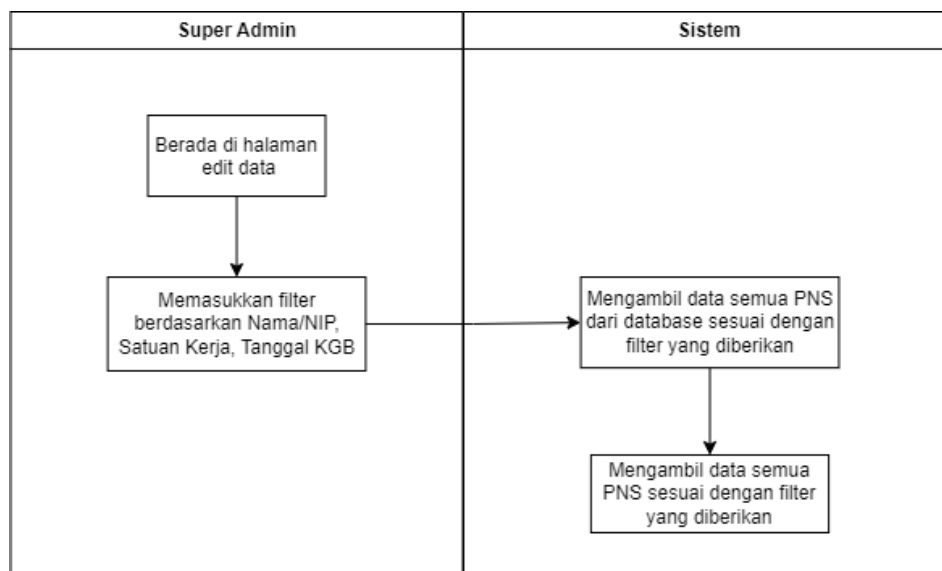 Super Admin
Sistem
Berada di halaman
edit data
Memasukkan filter
berdasarkan Nama/NIP,
Satuan Kerja, Tanggal KGB
Mengambil data semua PNS
dari database sesuai dengan
filter yang diberikan
Mengambil data semua
PNS sesuai dengan filter
yang diberikan